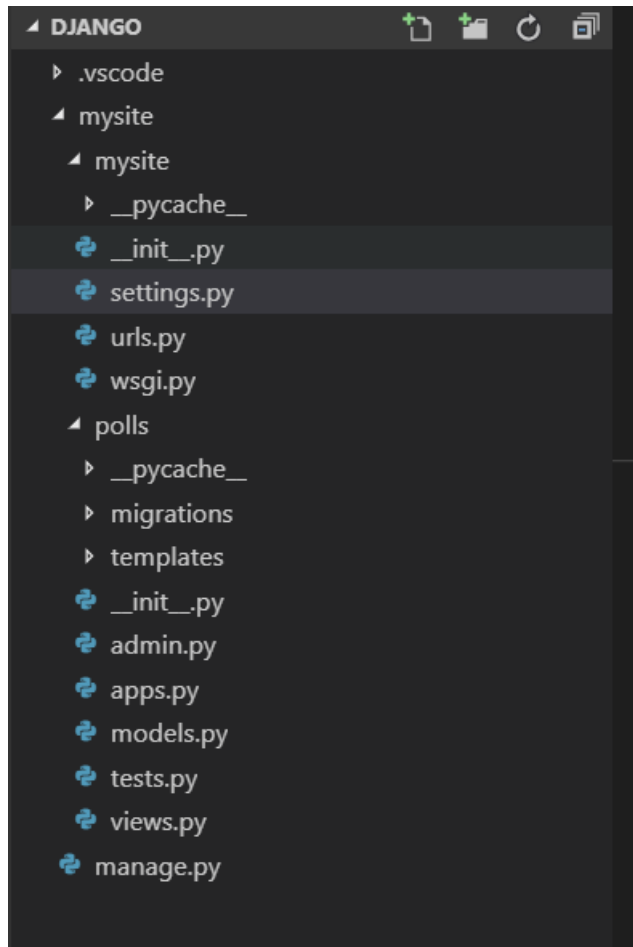 DJANGO
.vscode
mysite
mysite
__pycache__
__init__.py
settings.py
urls.py
wsgi.py
polls
__pycache__
migrations
templates
__init__.py
admin.py
apps.py
models.py
tests.py
views.py
manage.py